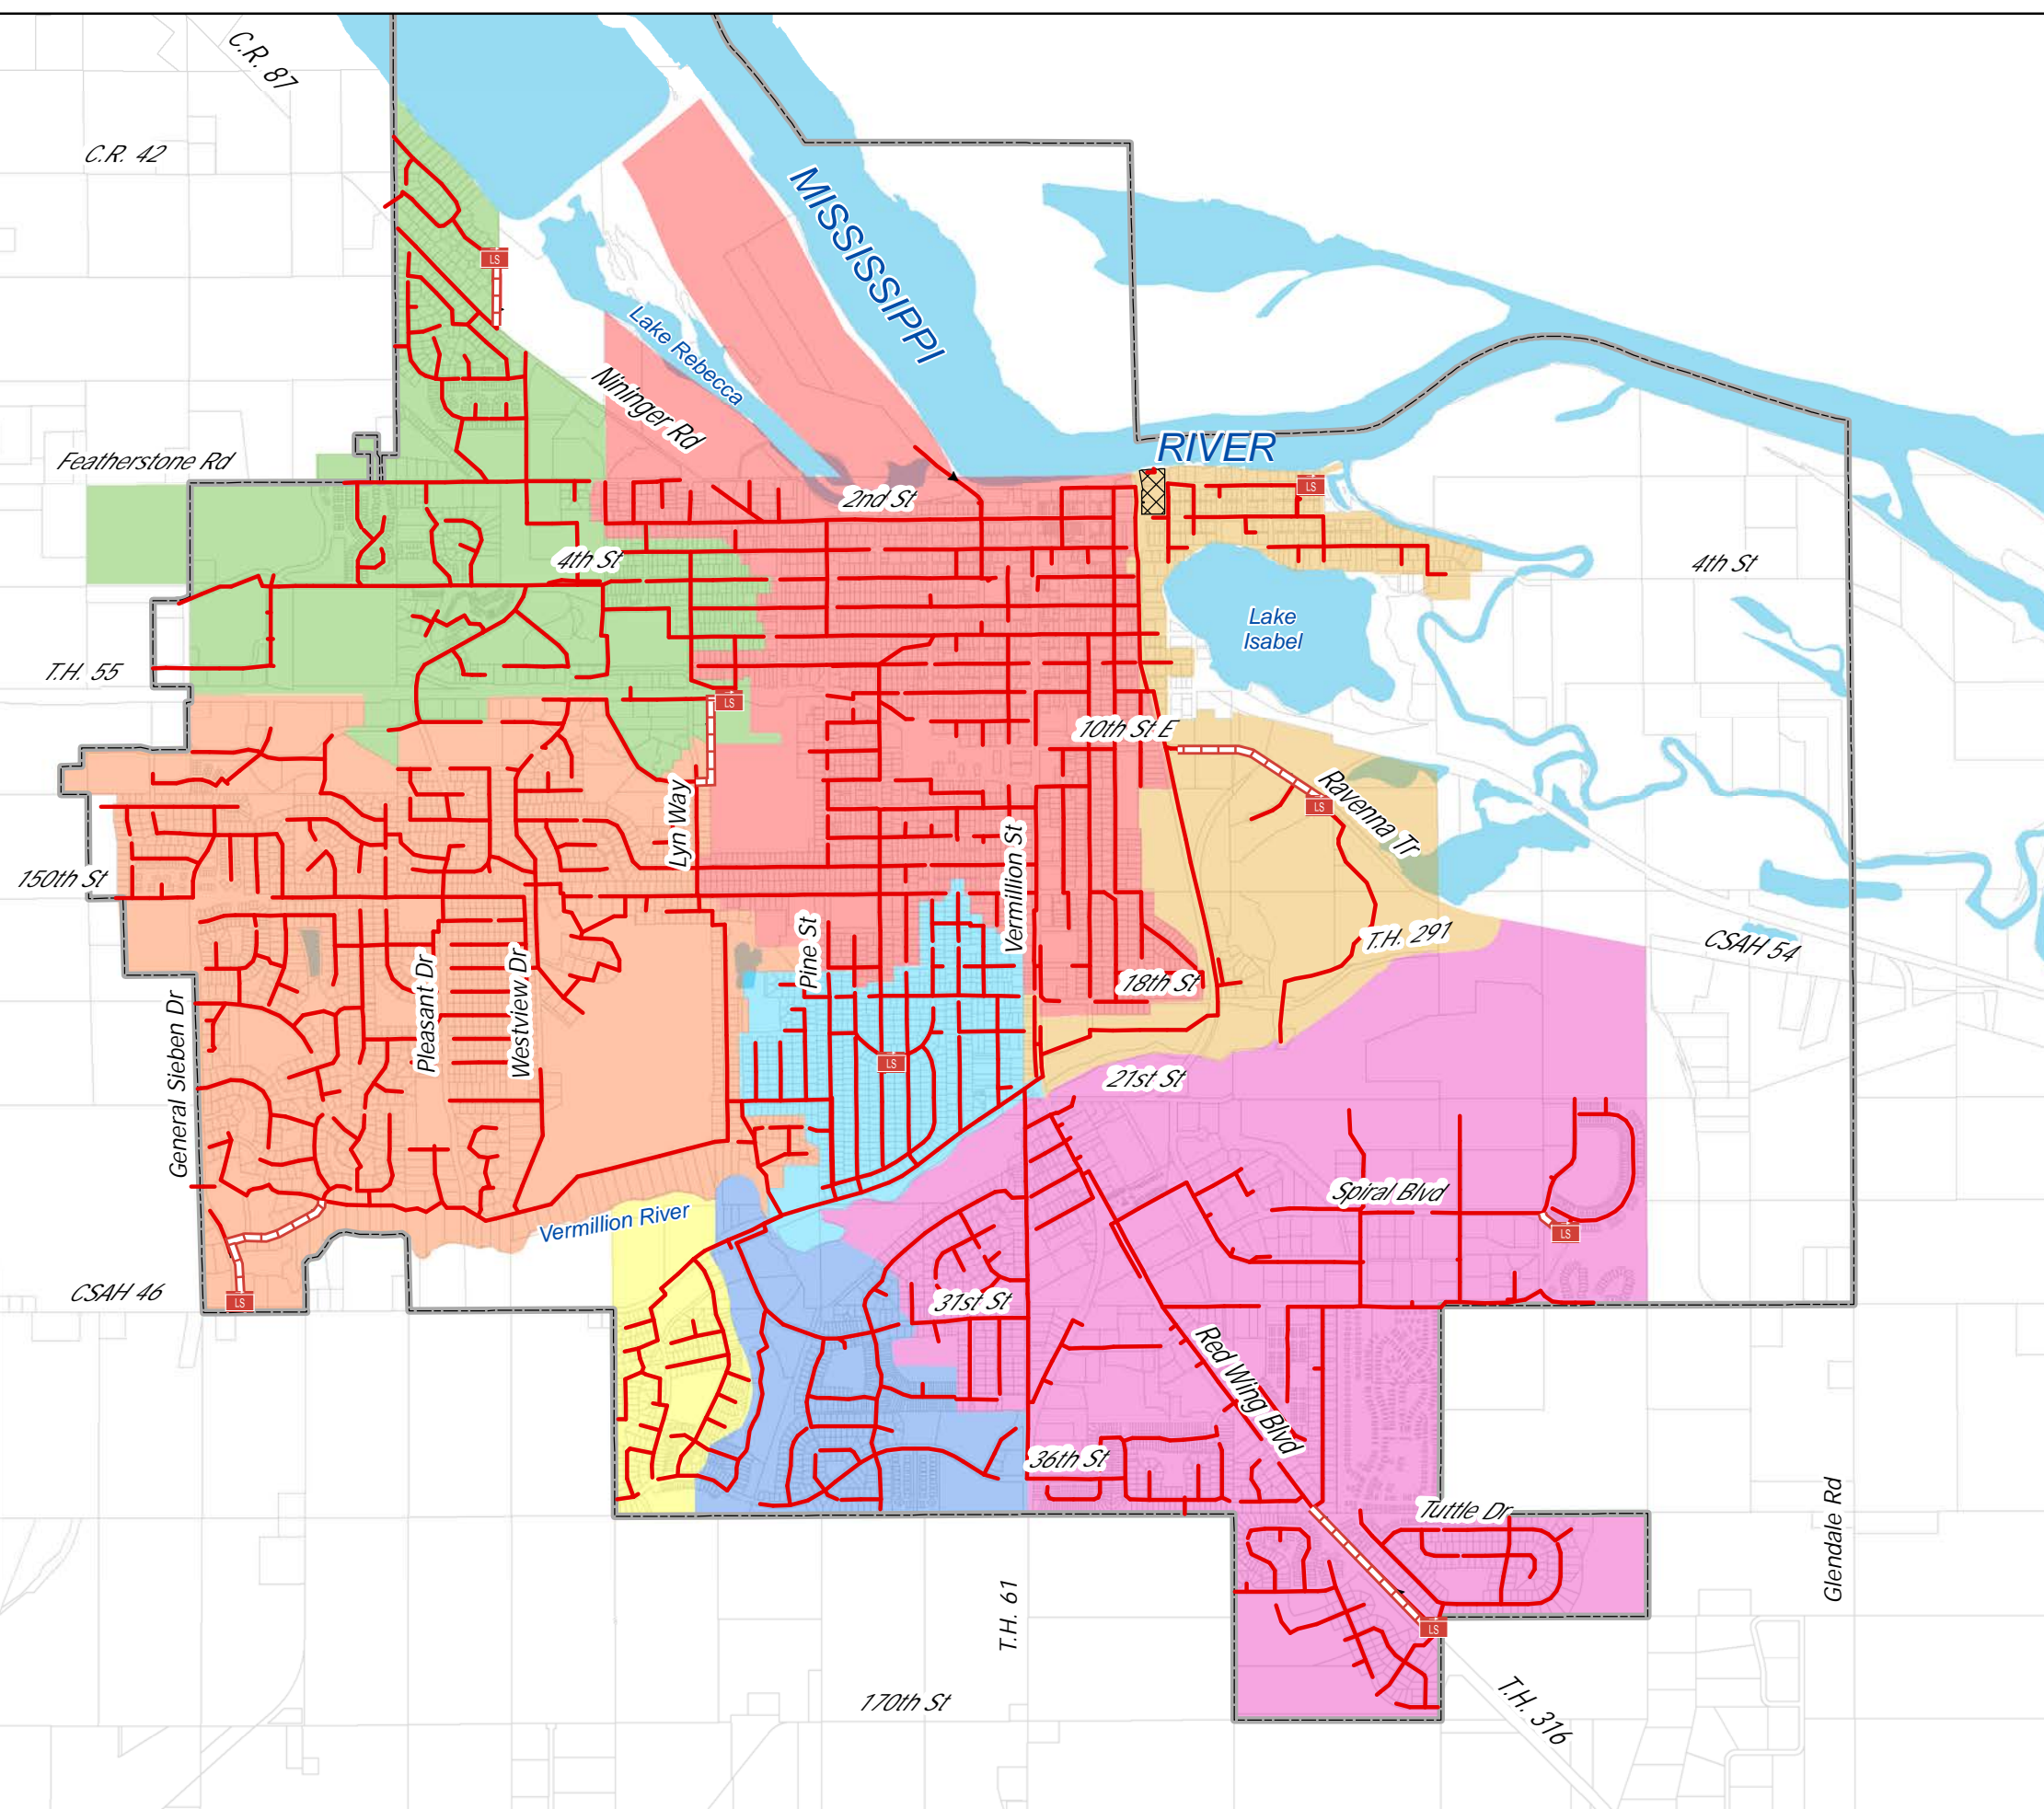 C.R. 87
C.R. 42
MISSISSIPPI
LS
Lake Rebecca
Nininger Rd
RIVER
Featherstone Rd
2nd St
LS
4th St
4th St
Lake
Isabel
T.H. 55
LS
10th St E
Ravenna Tr
LS
Lyn Way
Vermillion St
150th St
Pine St
T.H. 291
CSAH 54
Pleasant Dr
Westview Dr
18th St
General Sieben Dr
LS
21st St
Spiral Blvd
Vermillion River
LS
CSAH 46
LS
31st St
Red Wing Blvd
36th St
Tuttle Dr
Glendale Rd
T.H. 61
LS
170th St
T.H. 316